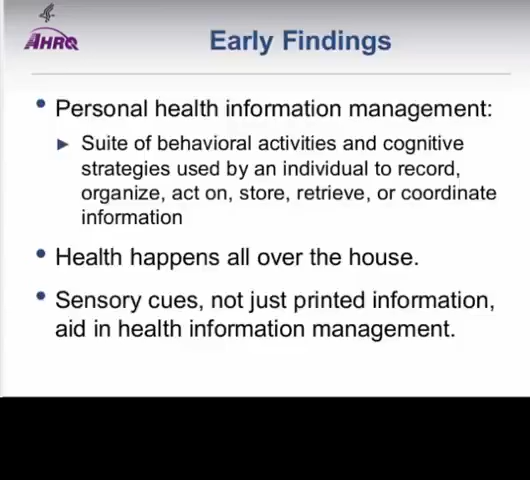 AHRQ
Early Findings
• Personal health information management:
► Suite of behavioral activities and cognitive
strategies used by an individual to record,
organize, act on, store, retrieve, or coordinate
information
• Health happens all over the house.
• Sensory cues, not just printed information,
aid in health information management.